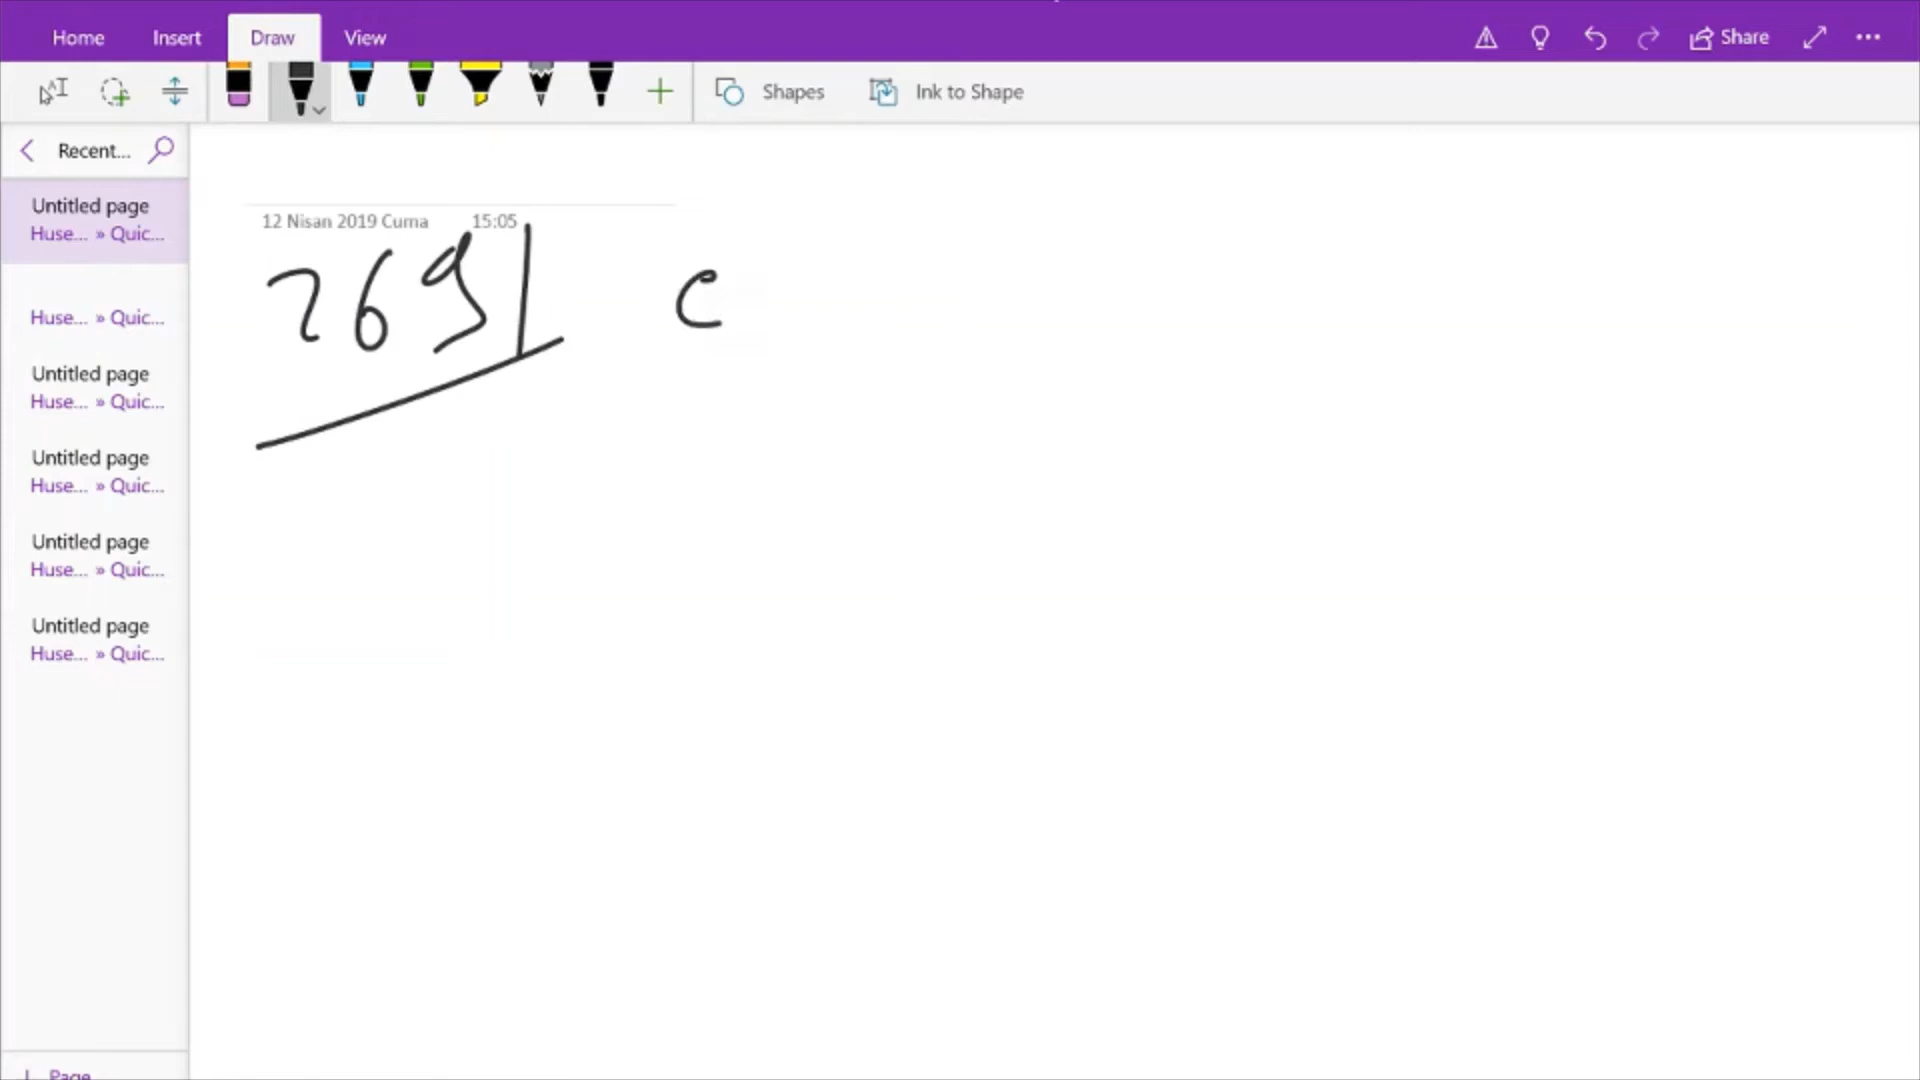 Home Insert Draw View Share
Shapes Ink to Shape
Recent...
Untitled page
Huse... » Quic...
Huse... » Quic...
Untitled page
Huse... » Quic...
Untitled page
Huse... » Quic...
Untitled page
Huse... » Quic...
Untitled page
Huse... » Quic...
Page
12 Nisan 2019 Cuma 15:05
2691 c